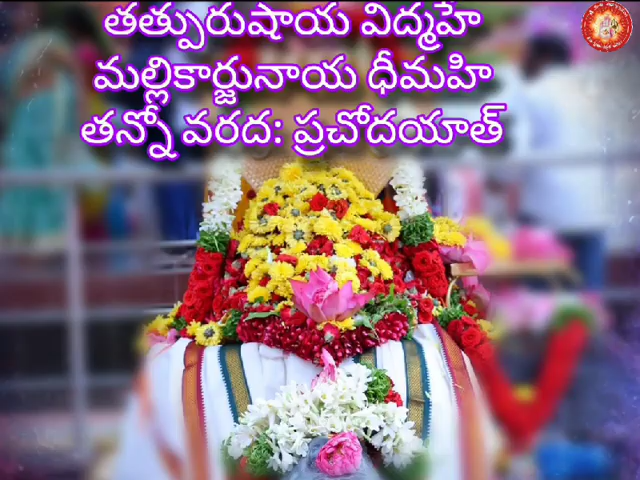 తత్పురుషాయ విద్మహే
మల్లికార్జునాయ ధీమహి
తన్నో వరద: ప్రచోదయాత్